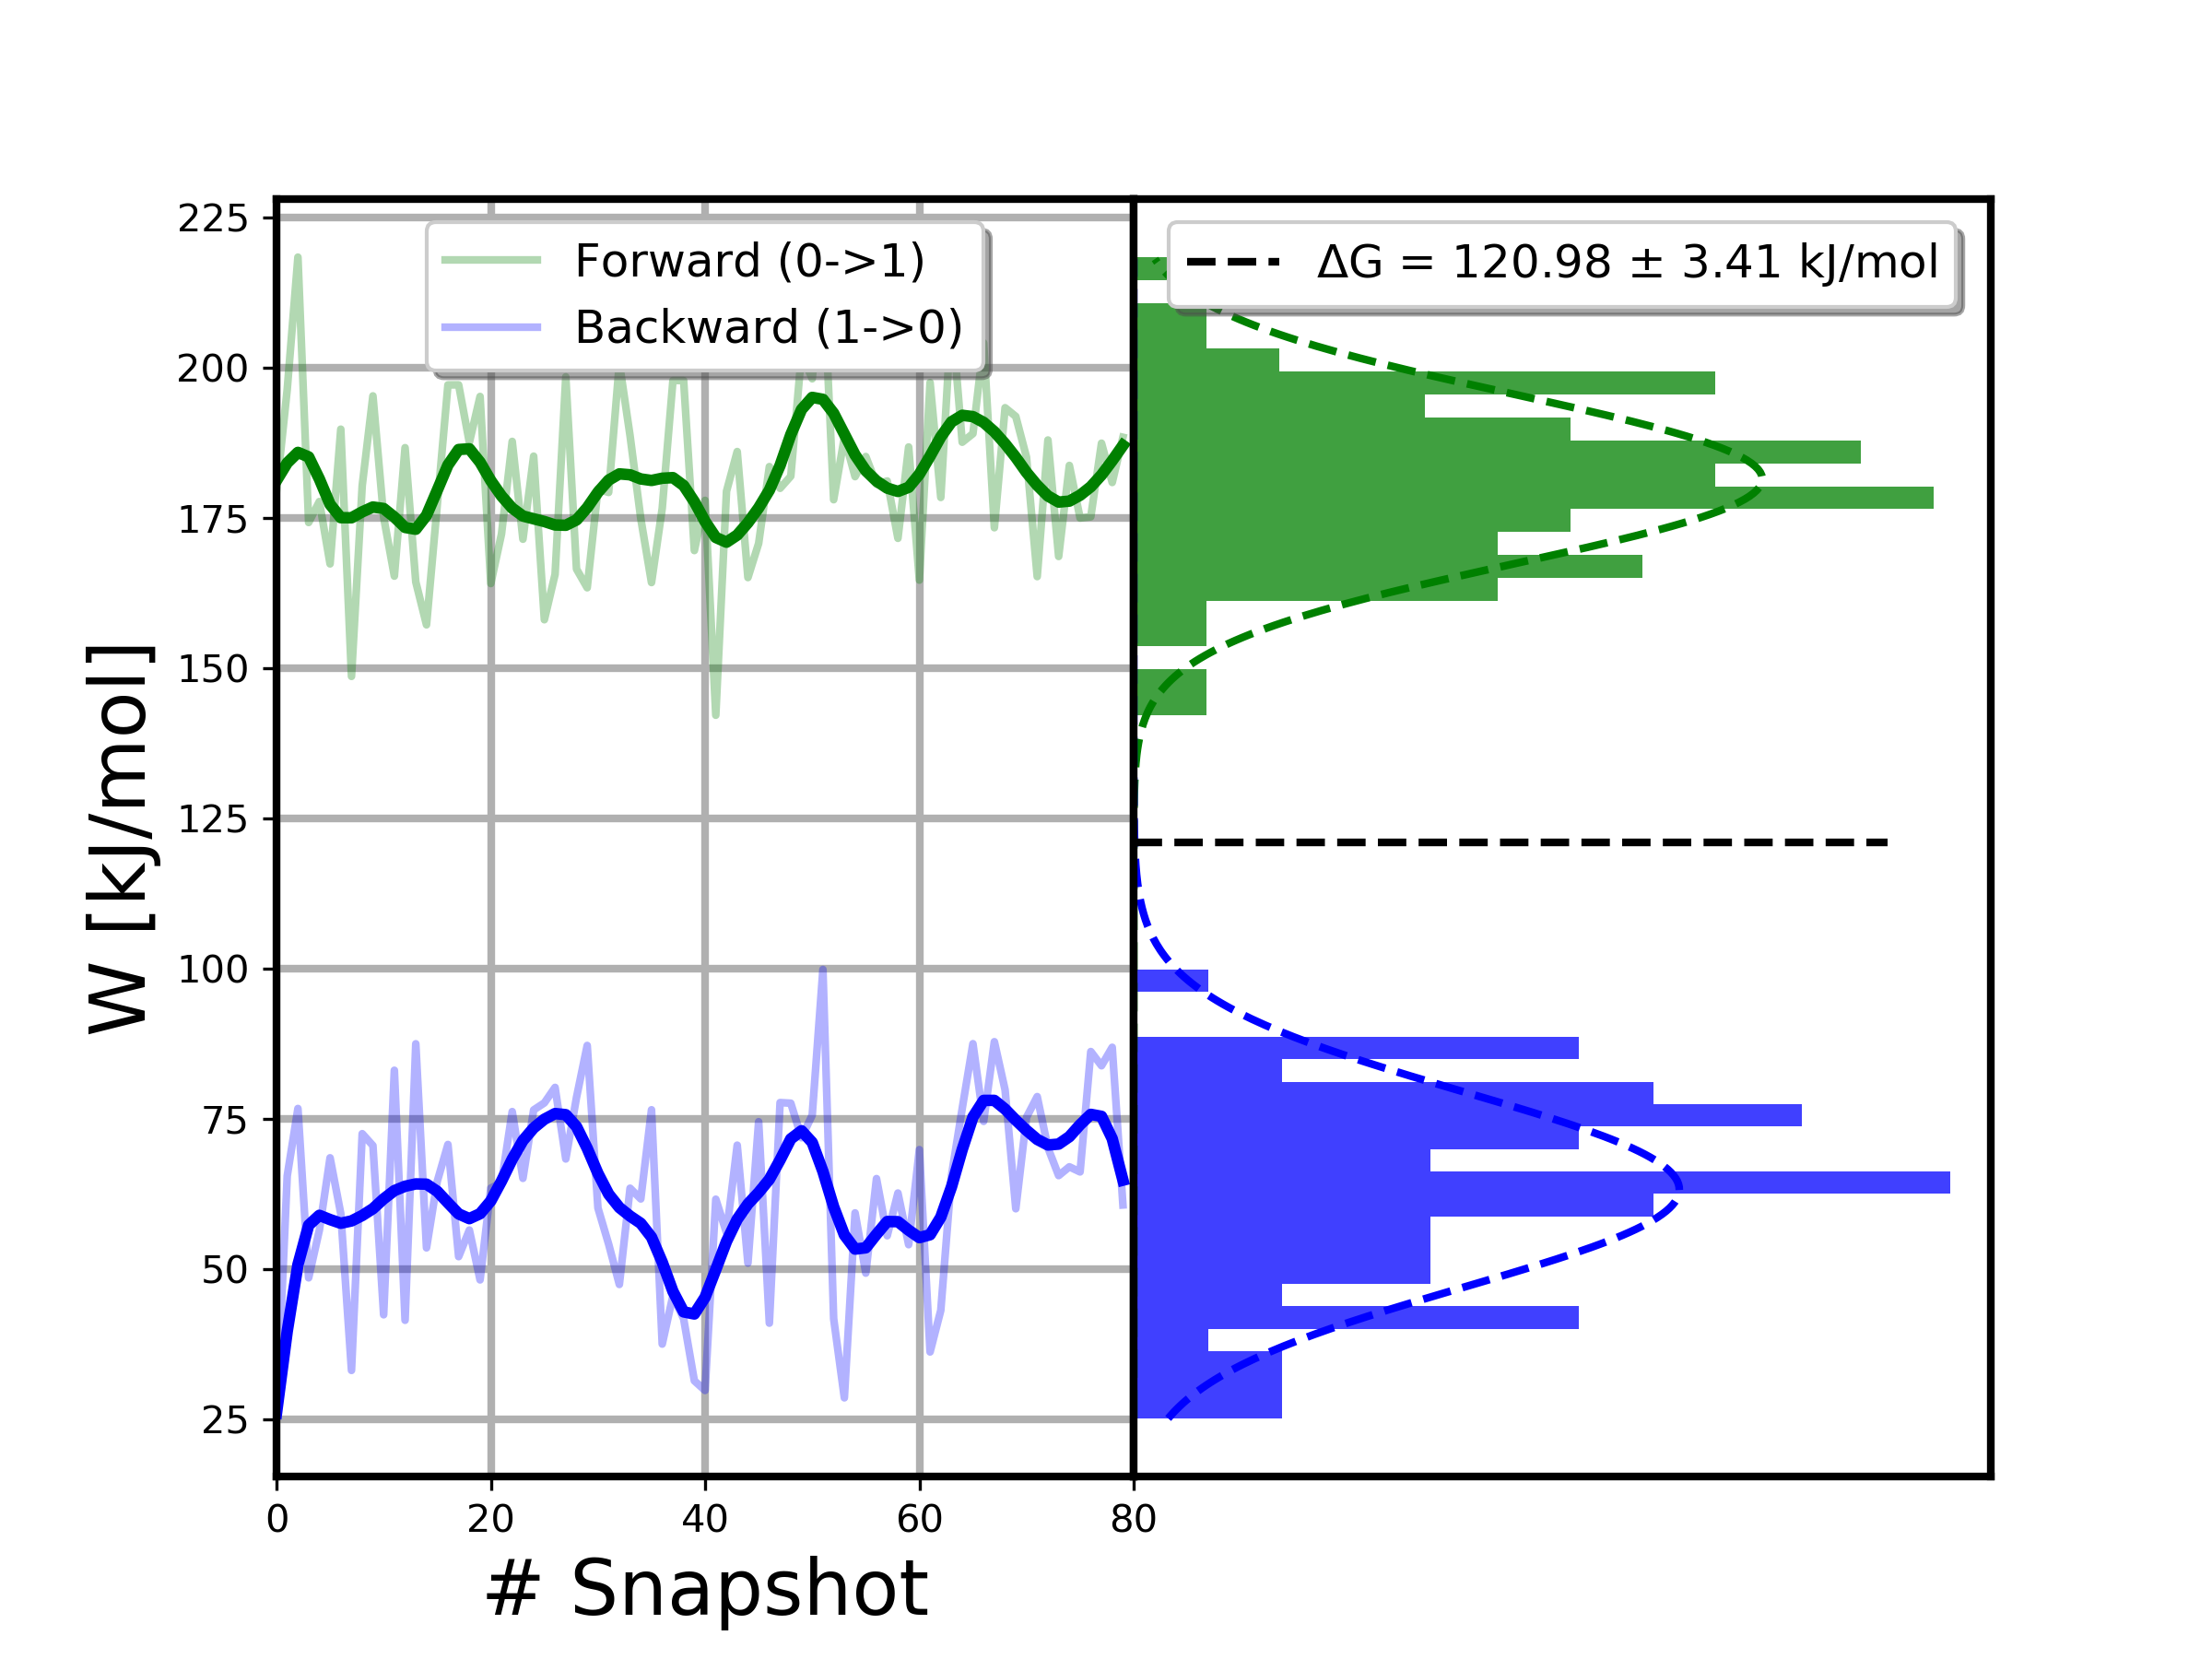 Forward (0->1)
Backward (1->0)
ΔG = 120.98 ± 3.41 kJ/mol
W [kJ/mol]
225
200
175
150
125
100
75
50
25
0 20 40 60 80
# Snapshot